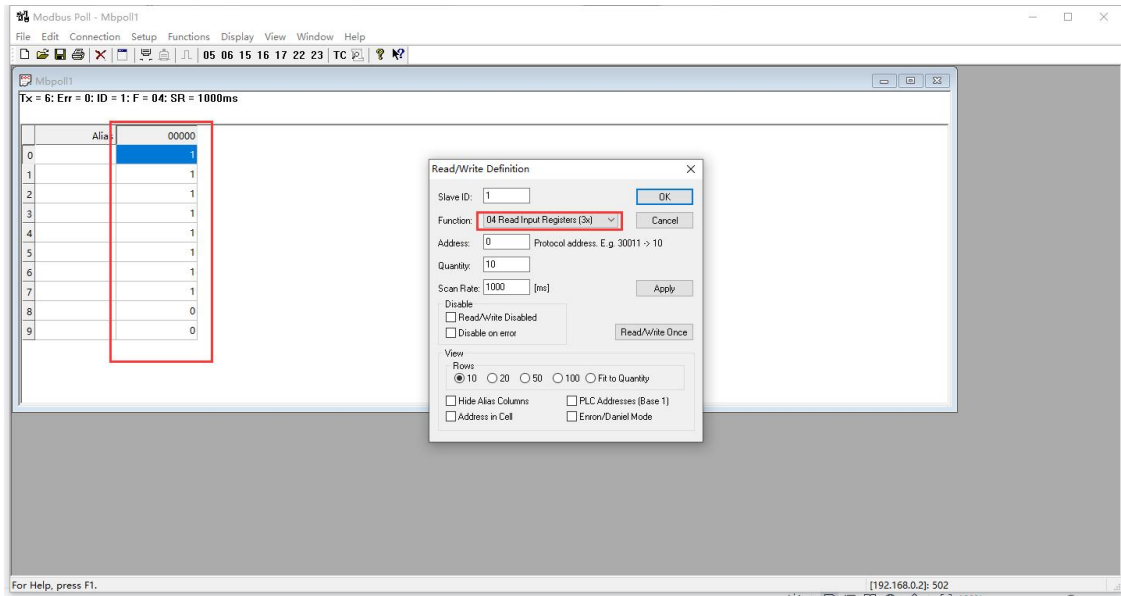 Modbus Poll - Mbpoll1
File Edit Connection Setup Functions Display View Window Help
05 06 15 16 17 22 23 TC
Mbpoll1
Tx = 6: Err = 0: ID = 1: F = 04: SR = 1000ms
Alias 00000
0 1
1 1
2 1
3 1
4 1
5 1
6 1
7 1
8 0
9 0
Read/Write Definition
Slave ID: 1 OK
Function: 04 Read Input Registers (3x) Cancel
Address: 0 Protocol address. E.g. 30011 -> 10
Quantity: 10
Scan Rate: 1000 [ms] Apply
Disable
Read/Write Disabled
Disable on error Read/Write Once
View
Rows
10 20 50 100 Fit to Quantity
Hide Alias Columns PLC Addresses (Base 1)
Address in Cell Enron/Daniel Mode
For Help, press F1. [192.168.0.2]: 502